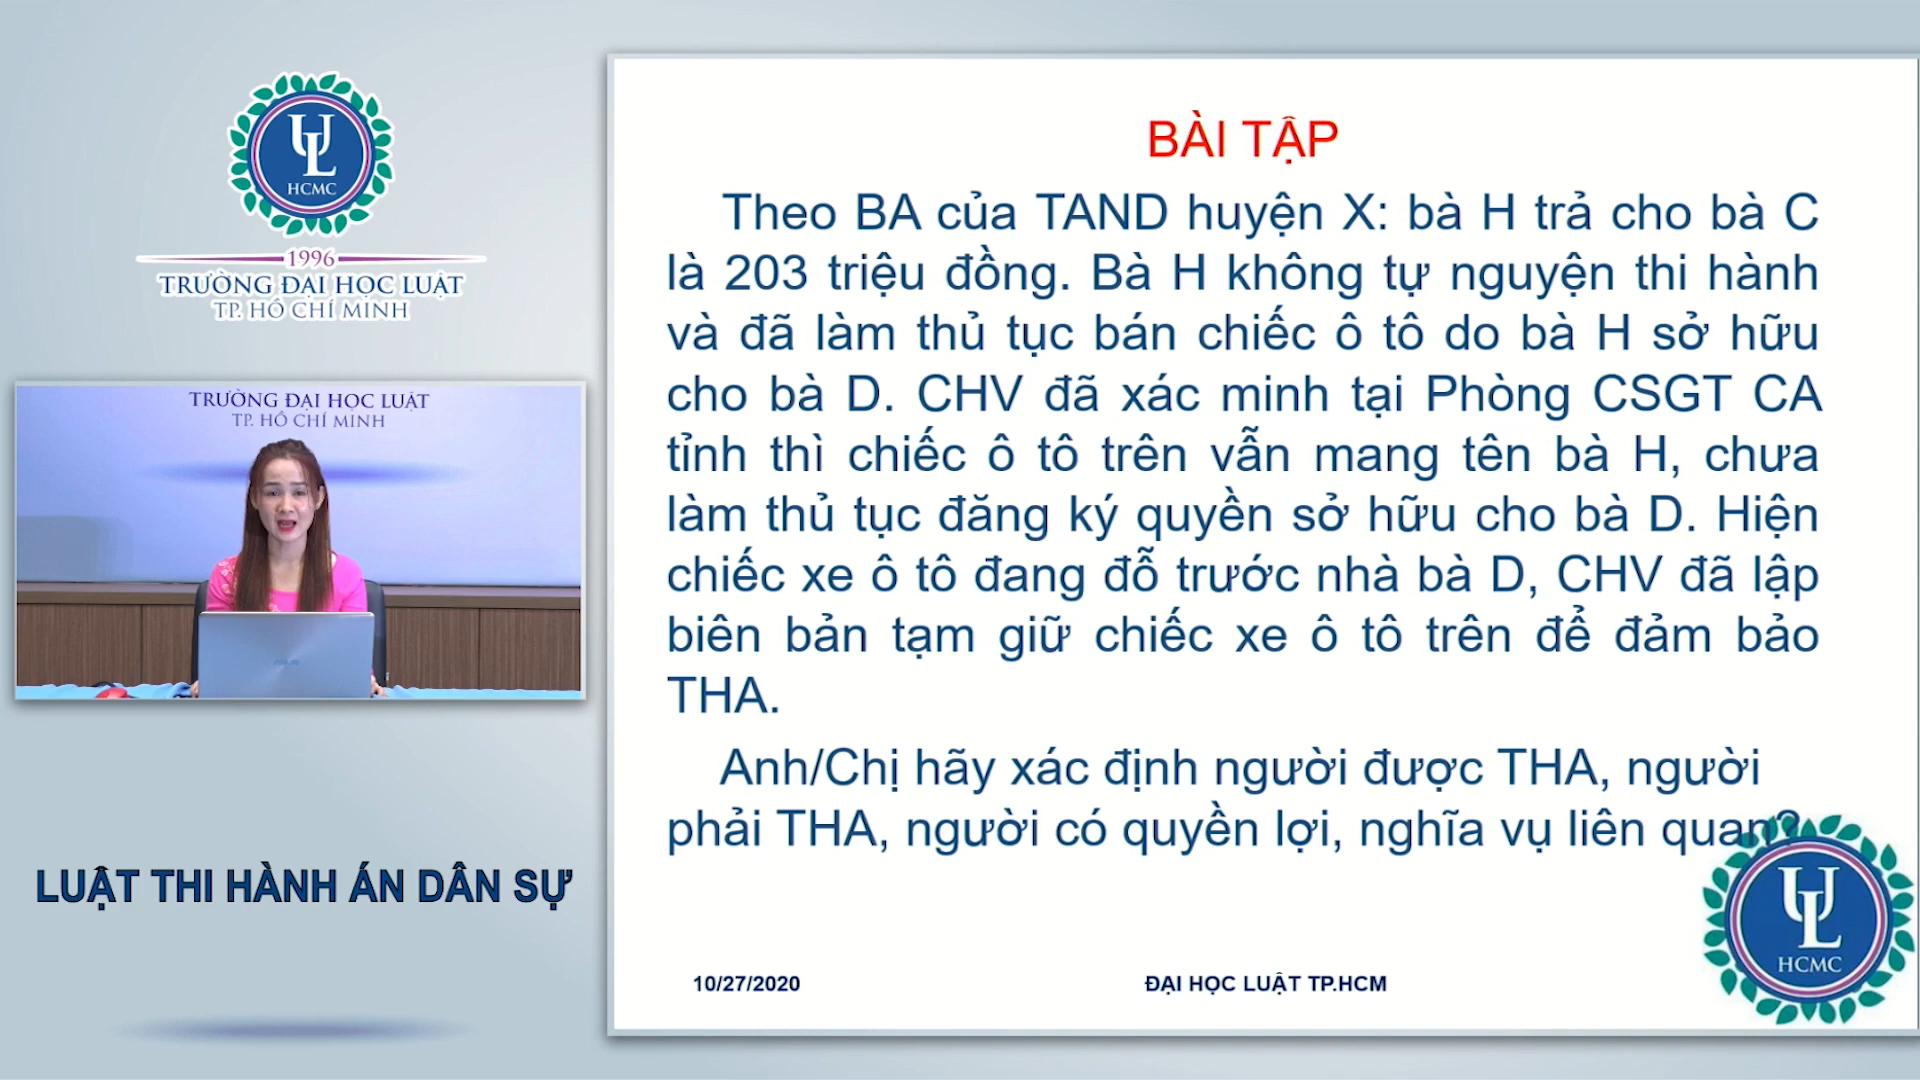 UL
HCMC
1996
TRƯỜNG ĐẠI HỌC LUẬT
TP. HỒ CHÍ MINH
TRƯỜNG ĐẠI HỌC LUẬT
TP. HỒ CHÍ MINH
LUẬT THI HÀNH ÁN DÂN SỰ
BÀI TẬP
Theo BA của TAND huyện X: bà H trả cho bà C
là 203 triệu đồng. Bà H không tự nguyện thi hành
và đã làm thủ tục bán chiếc ô tô do bà H sở hữu
cho bà D. CHV đã xác minh tại Phòng CSGT CA
tỉnh thì chiếc ô tô trên vẫn mang tên bà H, chưa
làm thủ tục đăng ký quyền sở hữu cho bà D. Hiện
chiếc xe ô tô đang đỗ trước nhà bà D, CHV đã lập
biên bản tạm giữ chiếc xe ô tô trên để đảm bảo
THA.
Anh/Chị hãy xác định người được THA, người
phải THA, người có quyền lợi, nghĩa vụ liên quan?
10/27/2020
ĐẠI HỌC LUẬT TP.HCM
UL
HCMC